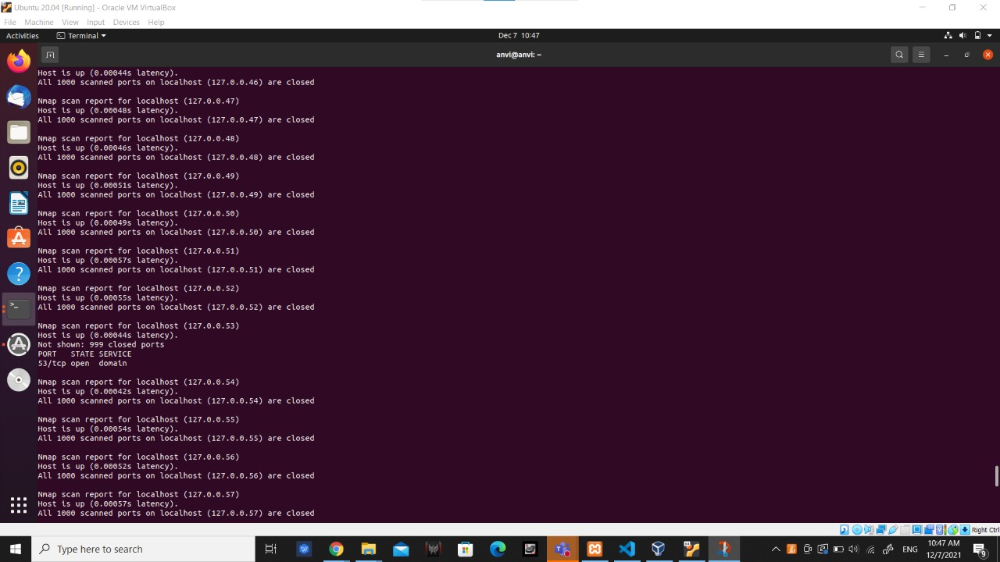 Ubuntu 20.04 [Running] - Oracle VM VirtualBox
File Machine View Input Devices Help
Activities Terminal Dec 7 10:47
anvi@anvi: ~
Host is up (0.00044s latency).
All 1000 scanned ports on localhost (127.0.0.46) are closed
Nmap scan report for localhost (127.0.0.47)
Host is up (0.00048s latency).
All 1000 scanned ports on localhost (127.0.0.47) are closed
Nmap scan report for localhost (127.0.0.48)
Host is up (0.00046s latency).
All 1000 scanned ports on localhost (127.0.0.48) are closed
Nmap scan report for localhost (127.0.0.49)
Host is up (0.00051s latency).
All 1000 scanned ports on localhost (127.0.0.49) are closed
Nmap scan report for localhost (127.0.0.50)
Host is up (0.00049s latency).
All 1000 scanned ports on localhost (127.0.0.50) are closed
Nmap scan report for localhost (127.0.0.51)
Host is up (0.00057s latency).
All 1000 scanned ports on localhost (127.0.0.51) are closed
Nmap scan report for localhost (127.0.0.52)
Host is up (0.00055s latency).
All 1000 scanned ports on localhost (127.0.0.52) are closed
Nmap scan report for localhost (127.0.0.53)
Host is up (0.00044s latency).
Not shown: 999 closed ports
PORT   STATE SERVICE
53/tcp open  domain
Nmap scan report for localhost (127.0.0.54)
Host is up (0.00042s latency).
All 1000 scanned ports on localhost (127.0.0.54) are closed
Nmap scan report for localhost (127.0.0.55)
Host is up (0.00054s latency).
All 1000 scanned ports on localhost (127.0.0.55) are closed
Nmap scan report for localhost (127.0.0.56)
Host is up (0.00052s latency).
All 1000 scanned ports on localhost (127.0.0.56) are closed
Nmap scan report for localhost (127.0.0.57)
Host is up (0.00057s latency).
All 1000 scanned ports on localhost (127.0.0.57) are closed
Right Ctrl
Type here to search
ENG
10:47 AM
12/7/2021
9